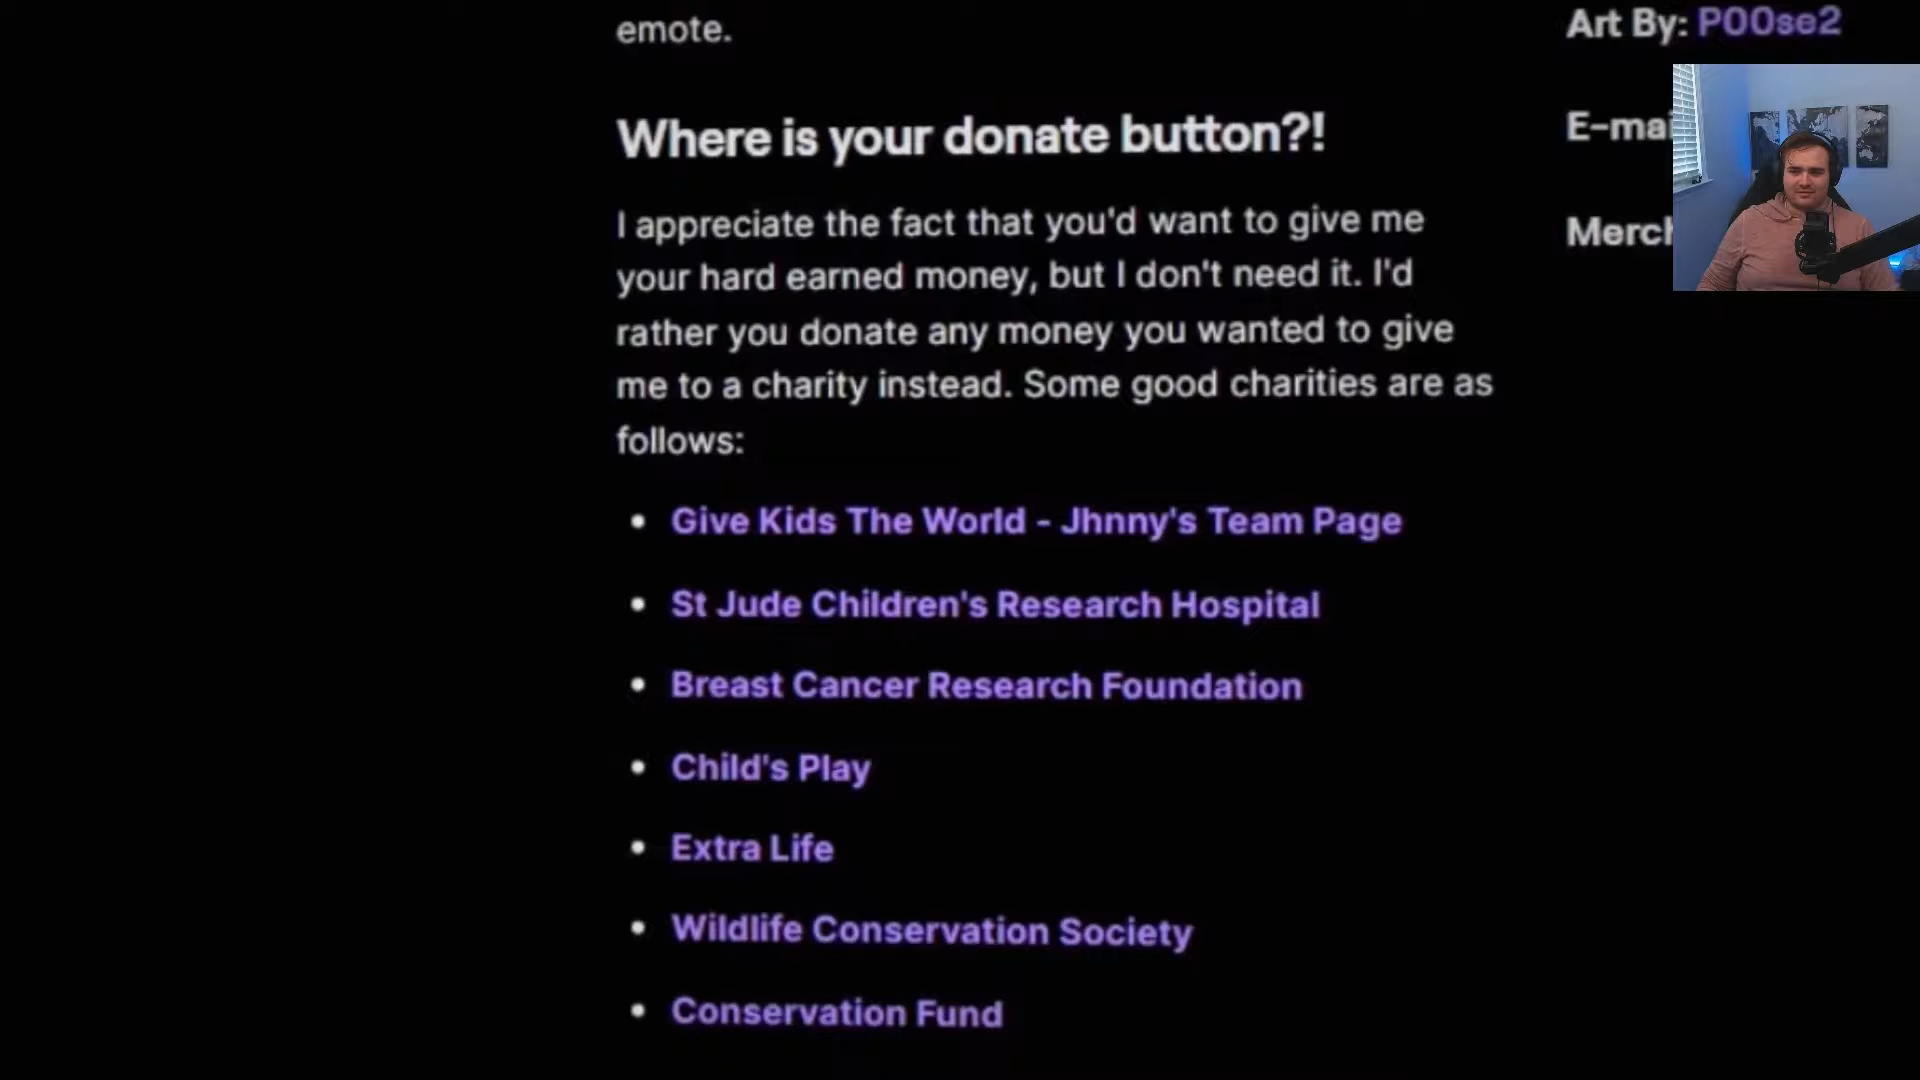 emote.
Where is your donate button?!
I appreciate the fact that you'd want to give me
your hard earned money, but I don't need it. I'd
rather you donate any money you wanted to give
me to a charity instead. Some good charities are as
follows:
• Give Kids The World - Jhnny's Team Page
• St Jude Children's Research Hospital
• Breast Cancer Research Foundation
• Child's Play
• Extra Life
• Wildlife Conservation Society
• Conservation Fund
Art By: P00se2
E-mai
Merch